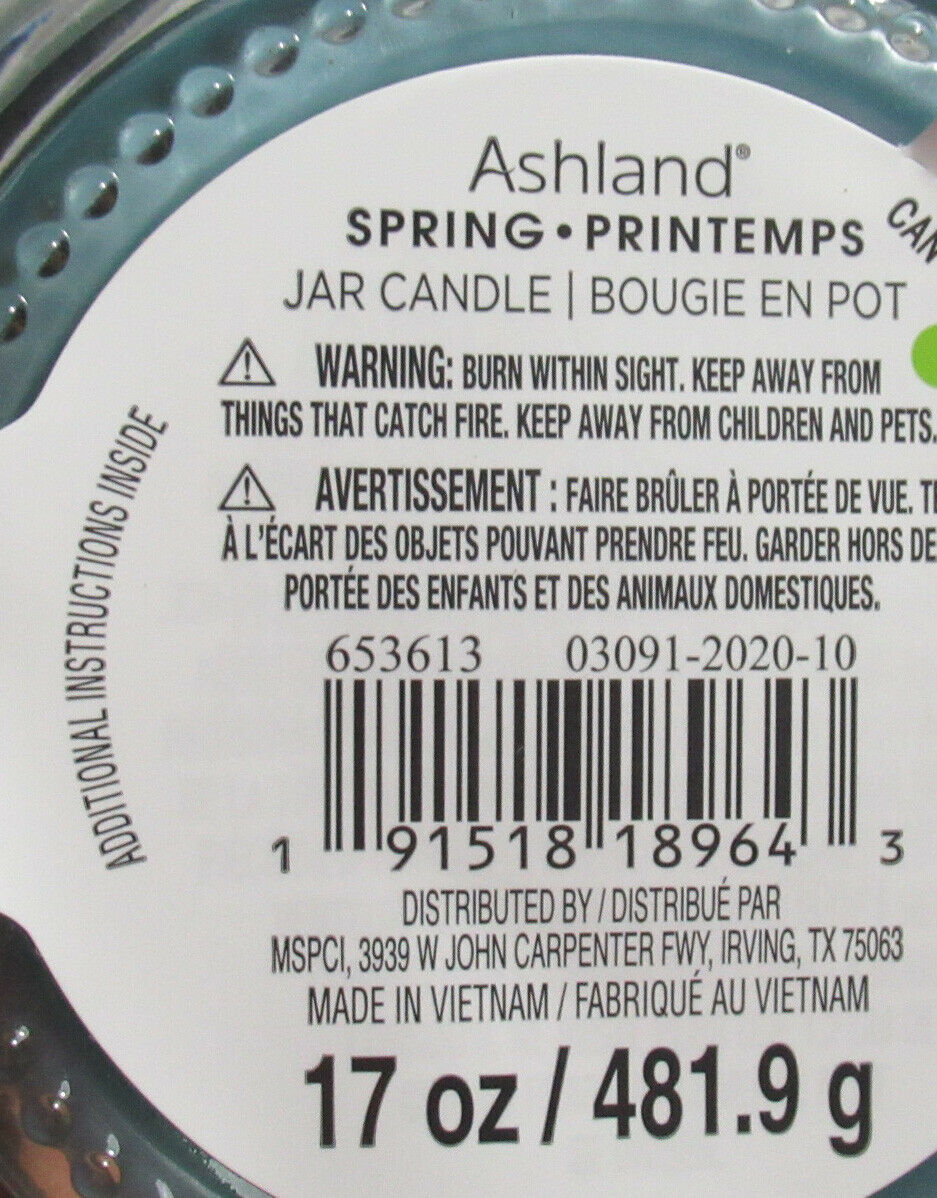 Ashland®
SPRING • PRINTEMPS
JAR CANDLE | BOUGIE EN POT
WARNING: BURN WITHIN SIGHT. KEEP AWAY FROM
THINGS THAT CATCH FIRE. KEEP AWAY FROM CHILDREN AND PETS.
AVERTISSEMENT : FAIRE BRÛLER À PORTÉE DE VUE.
À L'ÉCART DES OBJETS POUVANT PRENDRE FEU. GARDER HORS DE
PORTÉE DES ENFANTS ET DES ANIMAUX DOMESTIQUES.
ADDITIONAL INSTRUCTIONS INSIDE
653613 03091-2020-10
1 91518 18964 3
DISTRIBUTED BY / DISTRIBUÉ PAR
MSPCI, 3939 W JOHN CARPENTER FWY, IRVING, TX 75063
MADE IN VIETNAM / FABRIQUÉ AU VIETNAM
17 oz / 481.9 g